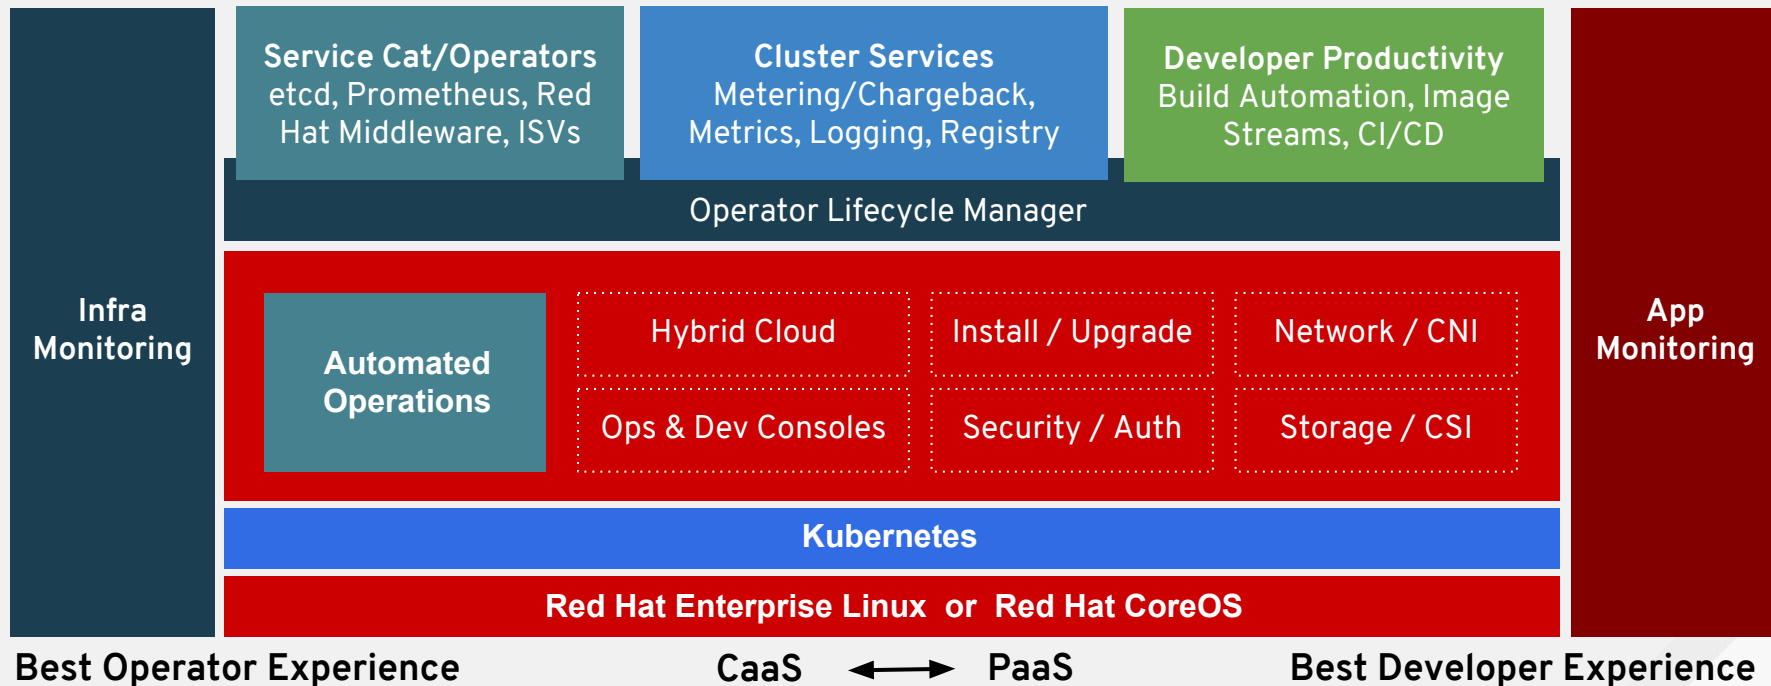 Service Cat/Operators
etcd, Prometheus, Red
Hat Middleware, ISVs
Cluster Services
Metering/Chargeback,
Metrics, Logging, Registry
Developer Productivity
Build Automation, Image
Streams, CI/CD
Operator Lifecycle Manager
Infra
Monitoring
Automated
Operations
Hybrid Cloud
Install / Upgrade
Network / CNI
Ops & Dev Consoles
Security / Auth
Storage / CSI
App
Monitoring
Kubernetes
Red Hat Enterprise Linux or Red Hat CoreOS
Best Operator Experience
CaaS
PaaS
Best Developer Experience